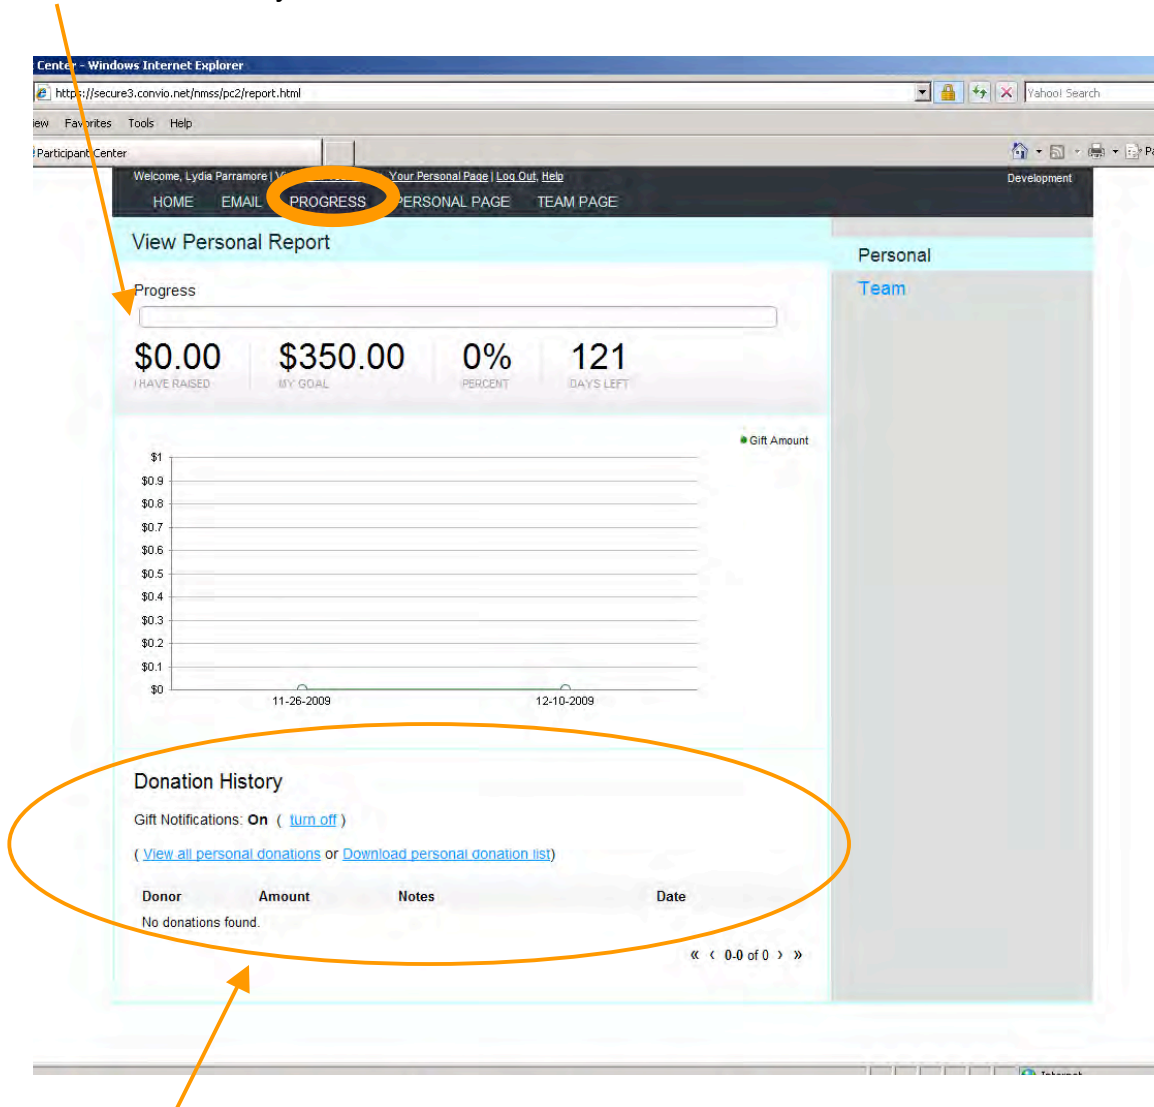 Center - Windows Internet Explorer
https://secure3.convio.net/nmss/pc2/report.html
Yahoo! Search
iew Favorites Tools Help
Participant Center
Welcome, Lydia Parramore | Your Personal Page | Log Out, Help
Development
HOME EMAIL PROGRESS PERSONAL PAGE TEAM PAGE
View Personal Report
Personal
Team
Progress
$0.00 $350.00 0% 121
I HAVE RAISED MY GOAL PERCENT DAYS LEFT
Gift Amount
$1
$0.9
$0.8
$0.7
$0.6
$0.5
$0.4
$0.3
$0.2
$0.1
$0
11-26-2009 12-10-2009
Donation History
Gift Notifications: On ( turn off )
( View all personal donations or Download personal donation list)
Donor Amount Notes Date
No donations found.
« ‹ 0-0 of 0 › »